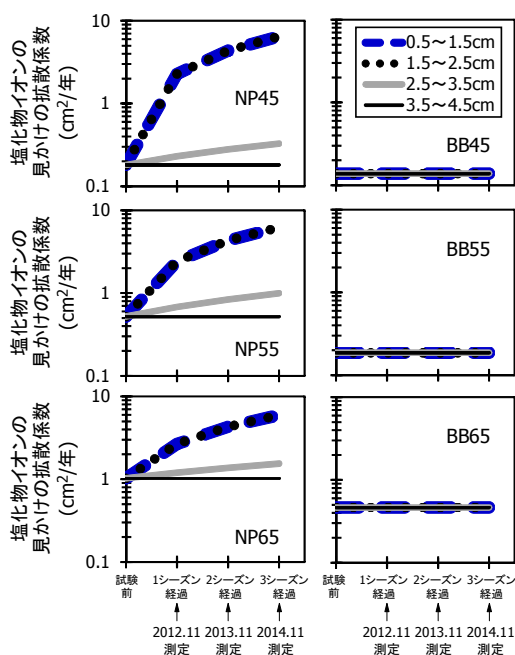 塩化物イオンの
見かけの拡散係数
(cm2/年)
10
1
0.1
NP45
0.5～1.5cm
1.5～2.5cm
2.5～3.5cm
3.5～4.5cm
BB45
塩化物イオンの
見かけの拡散係数
(cm2/年)
10
1
0.1
NP55
BB55
塩化物イオンの
見かけの拡散係数
(cm2/年)
10
1
0.1
NP65
BB65
試験 1シーズン 2シーズン 3シーズン 試験 1シーズン 2シーズン 3シーズン
前 経過 経過 経過 前 経過 経過 経過
2012.11 2013.11 2014.11 2012.11 2013.11 2014.11
測定 測定 測定 測定 測定 測定